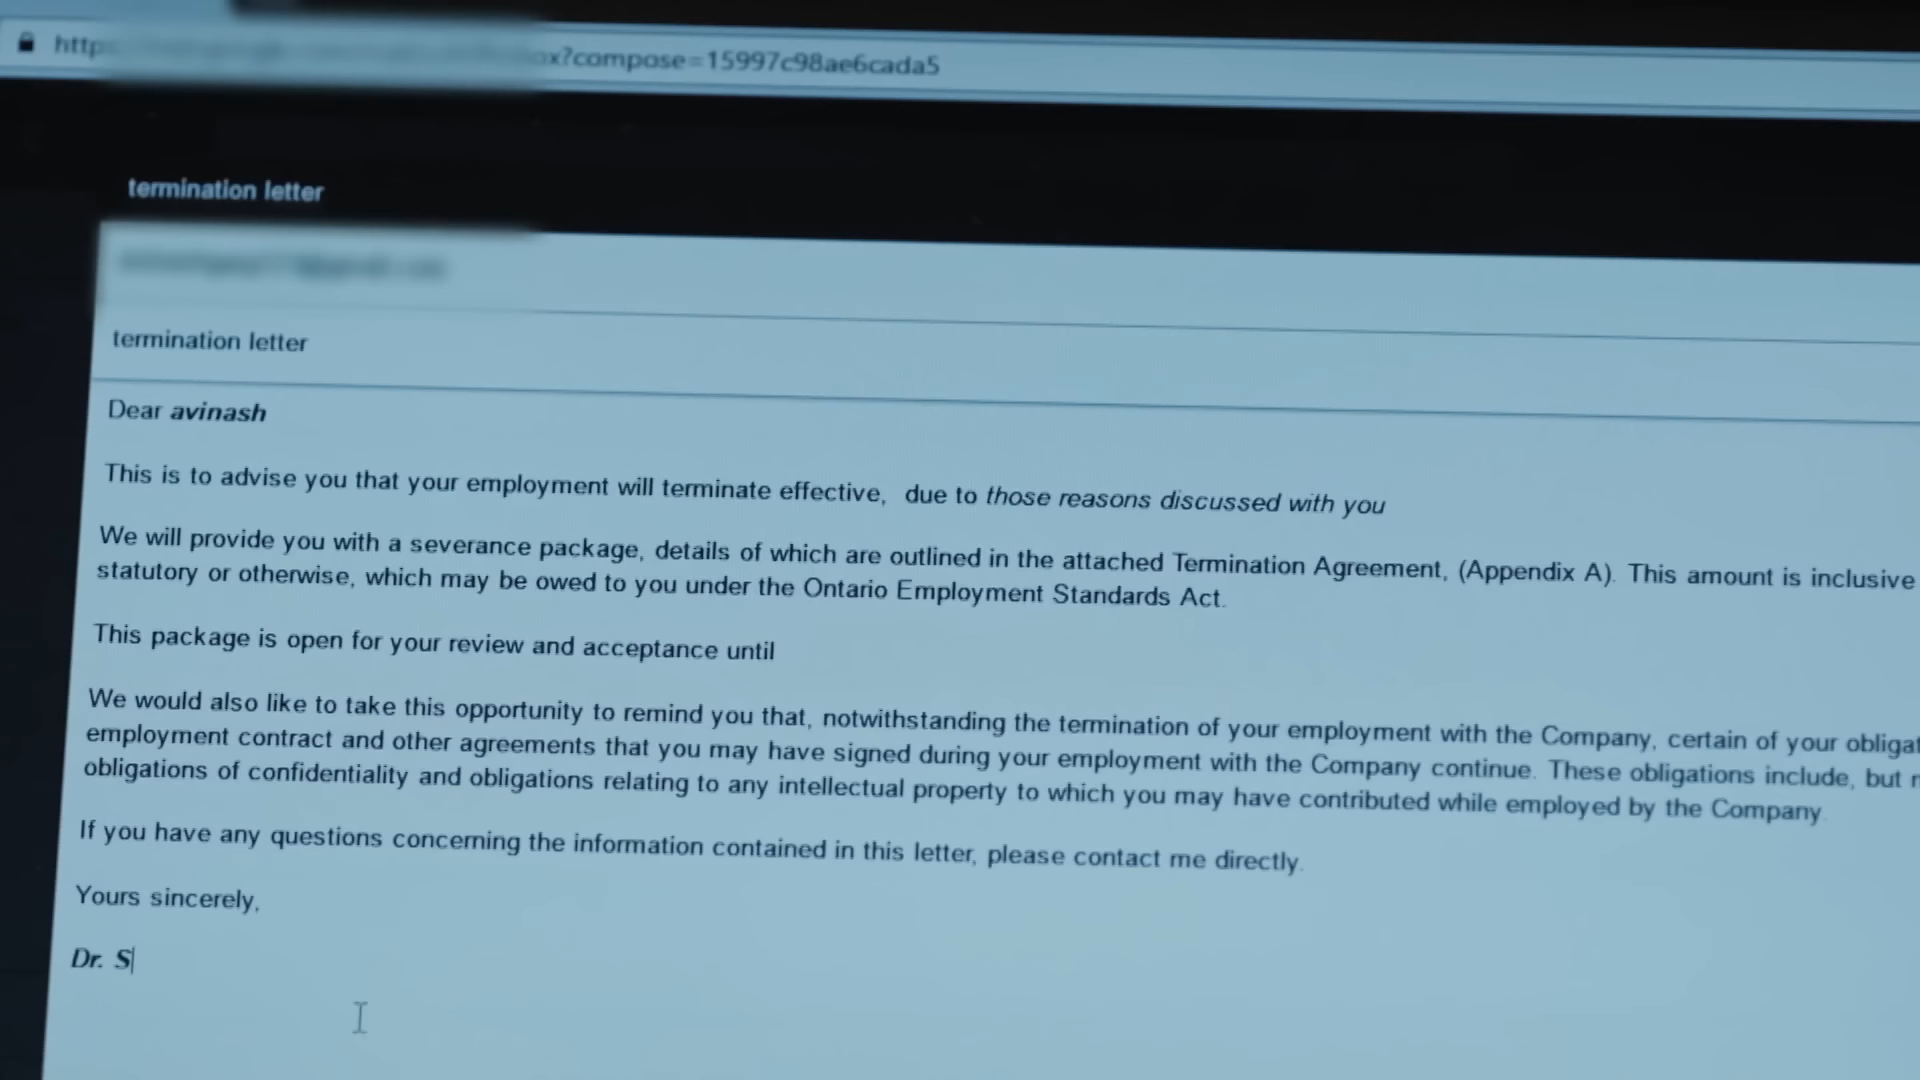 https
ox?compose=15997c98ae6cada5
termination letter
termination letter
Dear avinash
This is to advise you that your employment will terminate effective,  due to those reasons discussed with you
We will provide you with a severance package, details of which are outlined in the attached Termination Agreement, (Appendix A). This amount is inclusive
statutory or otherwise, which may be owed to you under the Ontario Employment Standards Act.
This package is open for your review and acceptance until
We would also like to take this opportunity to remind you that, notwithstanding the termination of your employment with the Company, certain of your obligat
employment contract and other agreements that you may have signed during your employment with the Company continue. These obligations include, but n
obligations of confidentiality and obligations relating to any intellectual property to which you may have contributed while employed by the Company.
If you have any questions concerning the information contained in this letter, please contact me directly.
Yours sincerely,
Dr. S